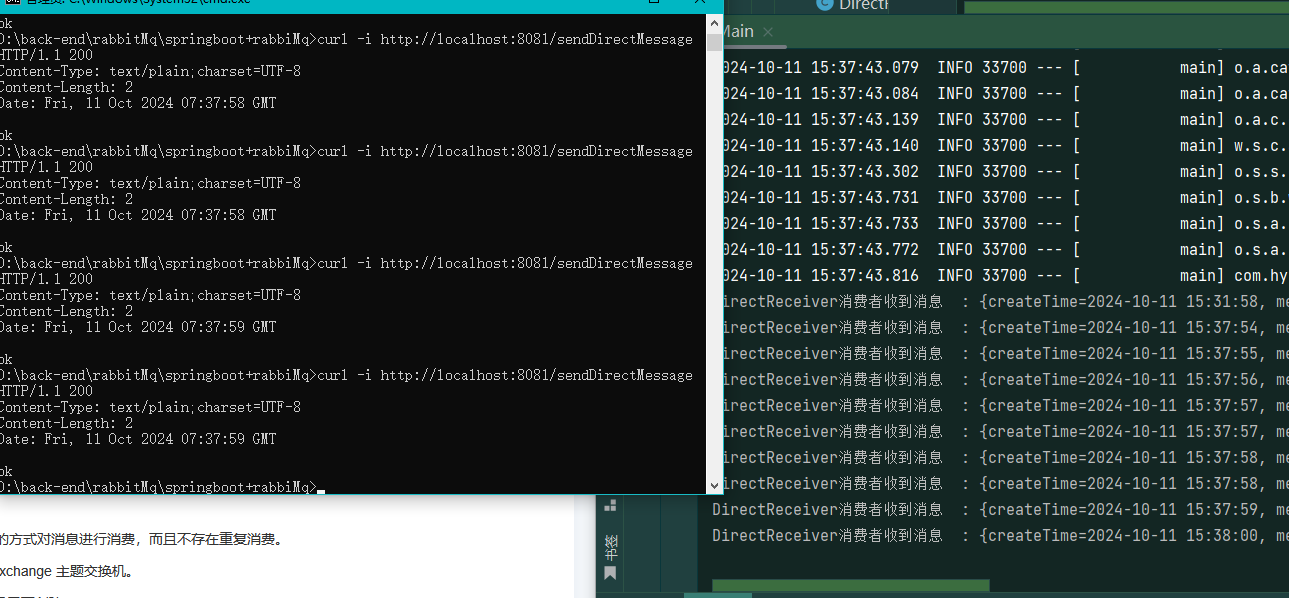 管理员: C:\Windows\System32\cmd.exe
ok
D:\back-end\rabbitMq\springboot+rabbiMq>curl -i http://localhost:8081/sendDirectMessage
HTTP/1.1 200
Content-Type: text/plain;charset=UTF-8
Content-Length: 2
Date: Fri, 11 Oct 2024 07:37:58 GMT
ok
D:\back-end\rabbitMq\springboot+rabbiMq>curl -i http://localhost:8081/sendDirectMessage
HTTP/1.1 200
Content-Type: text/plain;charset=UTF-8
Content-Length: 2
Date: Fri, 11 Oct 2024 07:37:58 GMT
ok
D:\back-end\rabbitMq\springboot+rabbiMq>curl -i http://localhost:8081/sendDirectMessage
HTTP/1.1 200
Content-Type: text/plain;charset=UTF-8
Content-Length: 2
Date: Fri, 11 Oct 2024 07:37:59 GMT
ok
D:\back-end\rabbitMq\springboot+rabbiMq>curl -i http://localhost:8081/sendDirectMessage
HTTP/1.1 200
Content-Type: text/plain;charset=UTF-8
Content-Length: 2
Date: Fri, 11 Oct 2024 07:37:59 GMT
ok
D:\back-end\rabbitMq\springboot+rabbiMq>
的方式对消息进行消费，而且不存在重复消费。
xchange 主题交换机。
C Directl
Main
024-10-11 15:37:43.079 INFO 33700 --- [ main] o.a.ca
024-10-11 15:37:43.084 INFO 33700 --- [ main] o.a.ca
024-10-11 15:37:43.139 INFO 33700 --- [ main] o.a.c.
024-10-11 15:37:43.140 INFO 33700 --- [ main] w.s.c.
024-10-11 15:37:43.302 INFO 33700 --- [ main] o.s.s.
024-10-11 15:37:43.731 INFO 33700 --- [ main] o.s.b.
024-10-11 15:37:43.733 INFO 33700 --- [ main] o.s.a.
024-10-11 15:37:43.772 INFO 33700 --- [ main] o.s.a.
024-10-11 15:37:43.816 INFO 33700 --- [ main] com.hy
irectReceiver消费者收到消息 : {createTime=2024-10-11 15:31:58, me
irectReceiver消费者收到消息 : {createTime=2024-10-11 15:37:54, me
irectReceiver消费者收到消息 : {createTime=2024-10-11 15:37:55, me
irectReceiver消费者收到消息 : {createTime=2024-10-11 15:37:56, me
irectReceiver消费者收到消息 : {createTime=2024-10-11 15:37:57, me
irectReceiver消费者收到消息 : {createTime=2024-10-11 15:37:57, me
irectReceiver消费者收到消息 : {createTime=2024-10-11 15:37:58, me
irectReceiver消费者收到消息 : {createTime=2024-10-11 15:37:58, me
DirectReceiver消费者收到消息 : {createTime=2024-10-11 15:37:59, me
DirectReceiver消费者收到消息 : {createTime=2024-10-11 15:38:00, me
书签